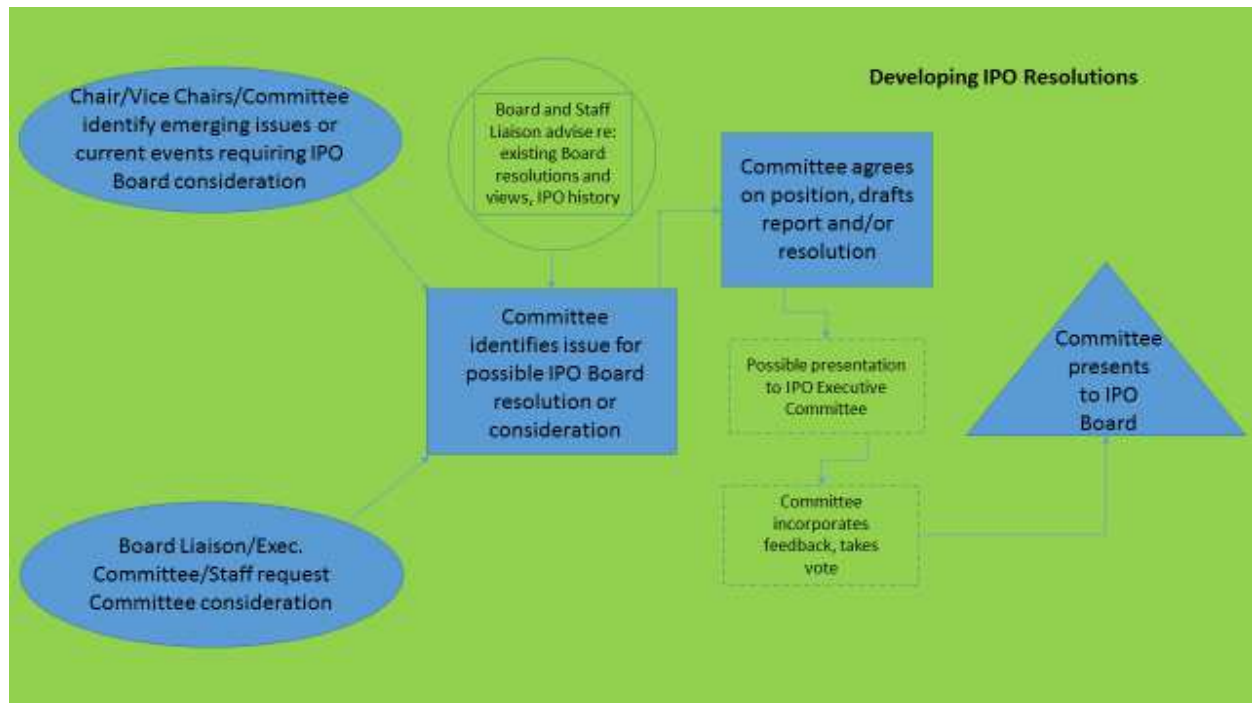 Developing IPO Resolutions
Chair/Vice Chairs/Committee
identify emerging issues or
current events requiring IPO
Board consideration
Board and Staff
Liaison advise re:
existing Board
resolutions and
views, IPO history
Committee agrees
on position, drafts
report and/or
resolution
Committee
identifies issue for
possible IPO Board
resolution or
consideration
Possible presentation
to IPO Executive
Committee
Committee
presents
to IPO
Board
Board Liaison/Exec.
Committee/Staff request
Committee consideration
Committee
incorporates
feedback, takes
vote